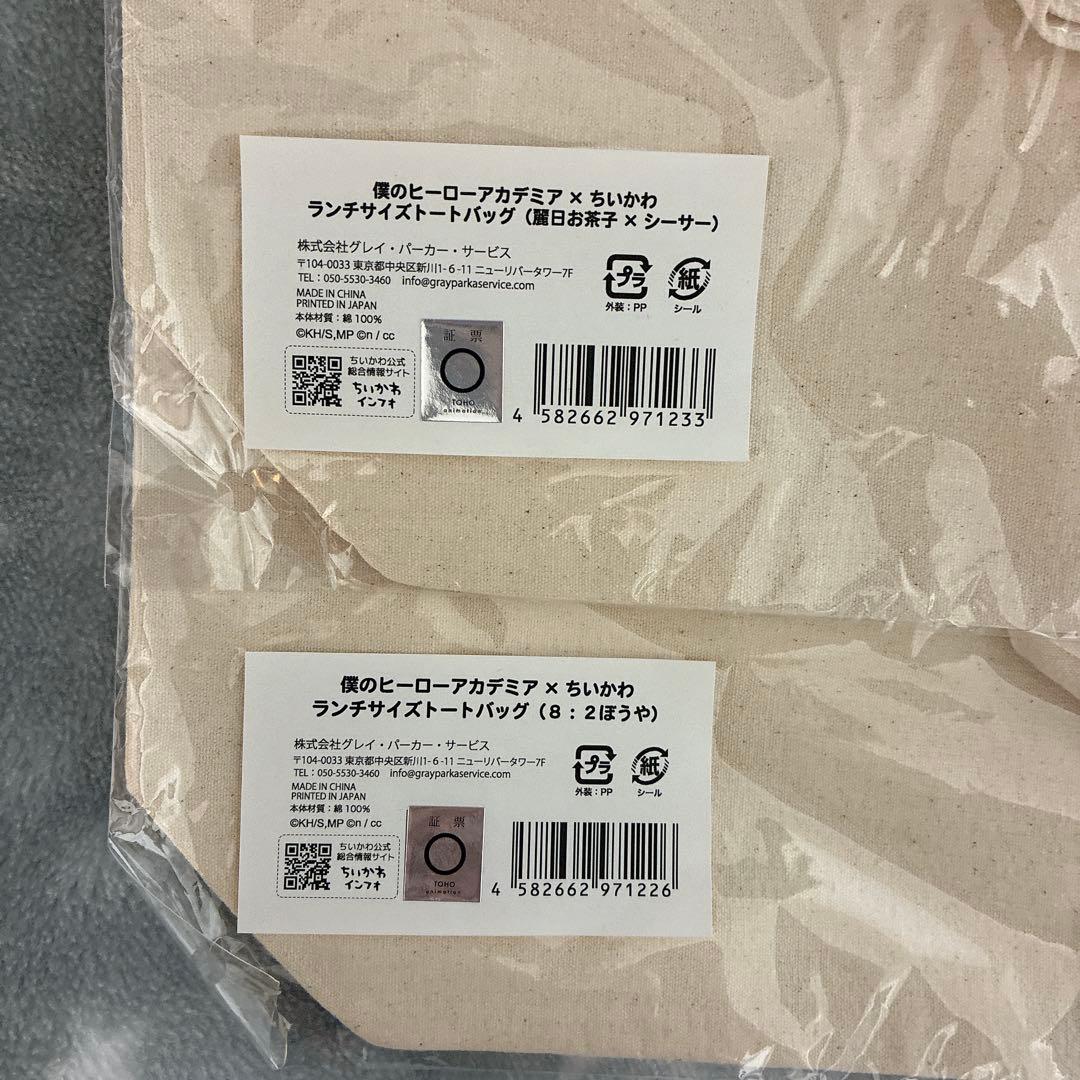 僕のヒーローアカデミア × ちいかわ
ランチサイズトートバッグ（麗日お茶子 × シーサー）
株式会社グレイ・パーカー・サービス
〒104-0033 東京都中央区新川1-6-11 ニューリバータワー7F
TEL：050-5530-3460 info@grayparkaservice.com
MADE IN CHINA
PRINTED IN JAPAN
本体材質：綿 100%
©KH/S,MP ©n / cc
プラ
外装：PP
紙
シール
ちいかわ公式
総合情報サイト
ちいかわ
インフォ
証 票
TOHO
animation
4 582662 971233
僕のヒーローアカデミア × ちいかわ
ランチサイズトートバッグ（８：２ぼうや）
株式会社グレイ・パーカー・サービス
〒104-0033 東京都中央区新川1-6-11 ニューリバータワー7F
TEL：050-5530-3460 info@grayparkaservice.com
MADE IN CHINA
PRINTED IN JAPAN
本体材質：綿 100%
©KH/S,MP ©n / cc
プラ
外装：PP
紙
シール
ちいかわ公式
総合情報サイト
ちいかわ
インフォ
証 票
TOHO
animation
4 582662 971226